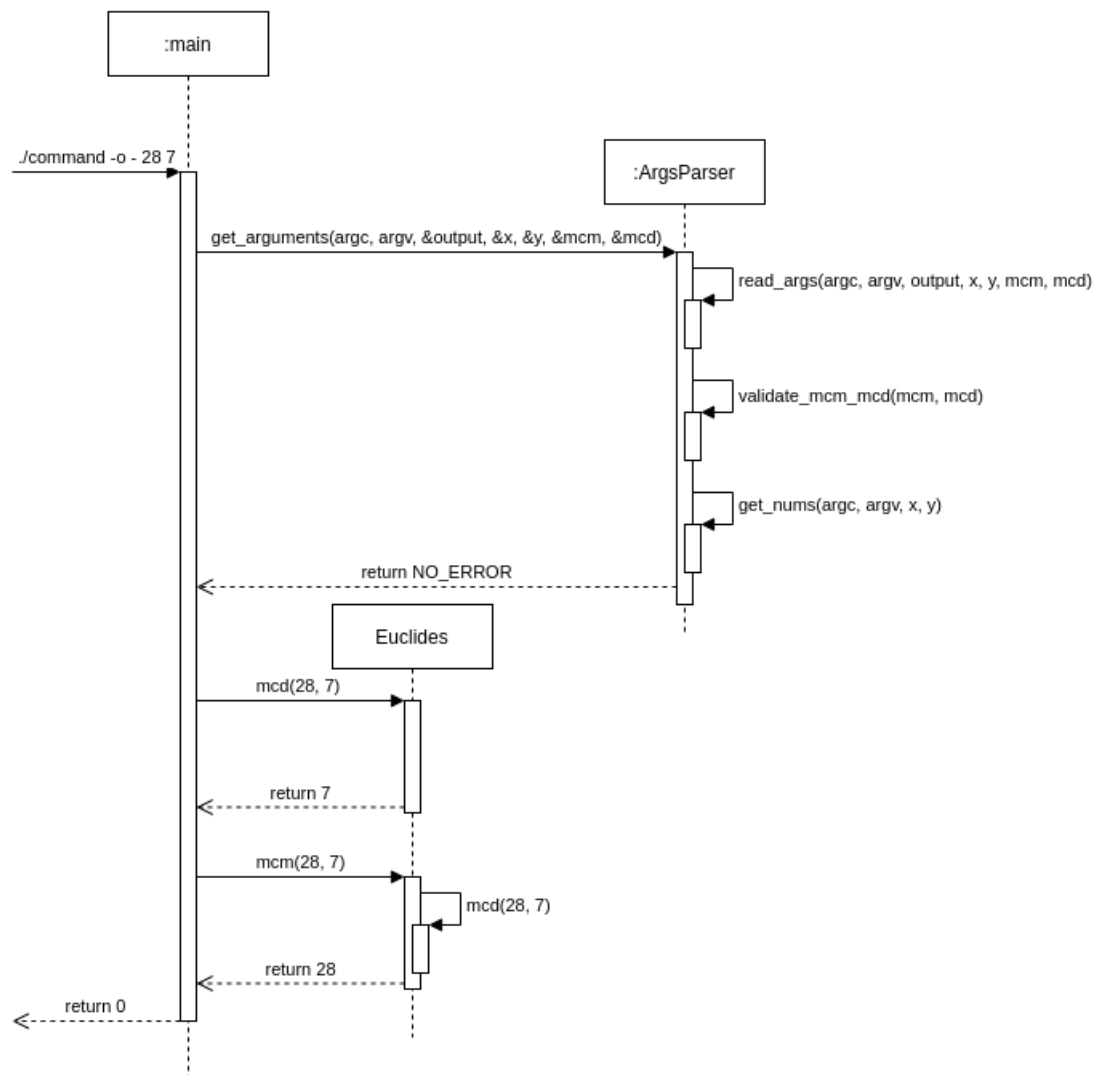 :main
./command -o - 28 7
:ArgsParser
get_arguments(argc, argv, &output, &x, &y, &mcm, &mcd)
read_args(argc, argv, output, x, y, mcm, mcd)
validate_mcm_mcd(mcm, mcd)
get_nums(argc, argv, x, y)
return NO_ERROR
Euclides
mcd(28, 7)
return 7
mcm(28, 7)
mcd(28, 7)
return 28
return 0